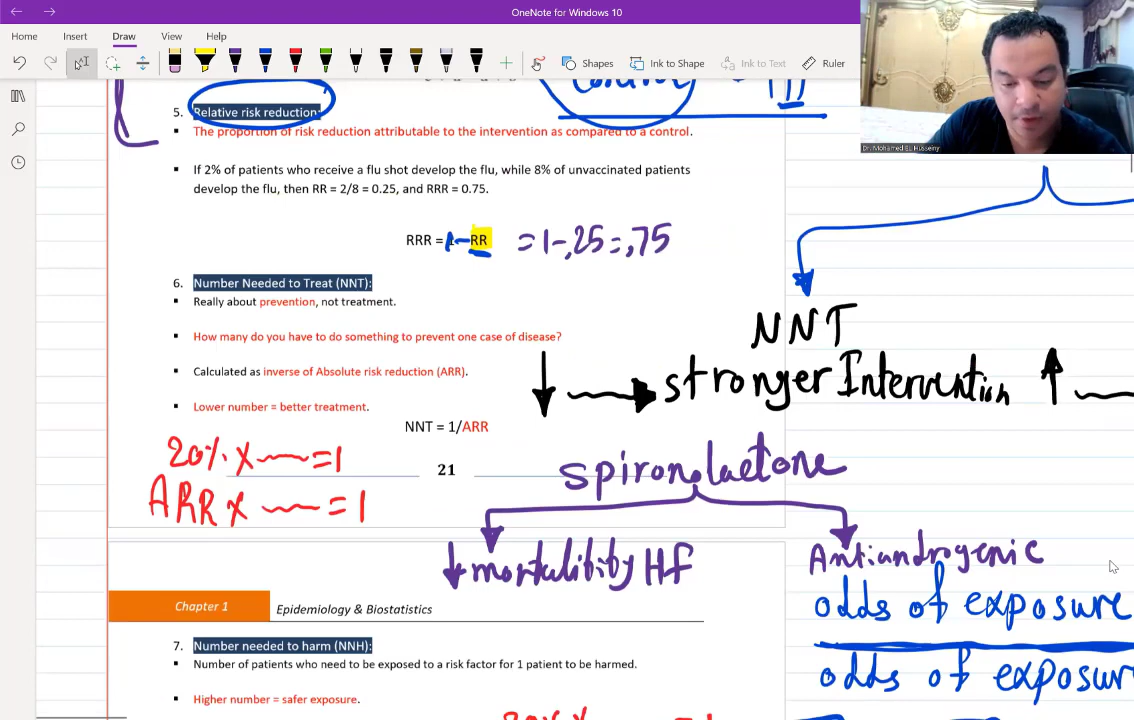 OneNote for Windows 10
Home Insert Draw View Help
Shapes Ink to Shape Ink to Text Ruler
Control
Dr. Mohamed EL Husseiny
5. Relative risk reduction:
The proportion of risk reduction attributable to the intervention as compared to a control.
If 2% of patients who receive a flu shot develop the flu, while 8% of unvaccinated patients
develop the flu, then RR = 2/8 = 0.25, and RRR = 0.75.
RRR = 1 - RR = 1 - .25 = .75
6. Number Needed to Treat (NNT):
Really about prevention, not treatment.
NNT
How many do you have to do something to prevent one case of disease?
Calculated as inverse of Absolute risk reduction (ARR).
↓ → stronger Intervention ↑
Lower number = better treatment.
NNT = 1/ARR
20% x = 1
21
spironolactone
ARR x = 1
↓ mortalibity HF
Antiandrogenic
Chapter 1 Epidemiology & Biostatistics
odds of exposure
7. Number needed to harm (NNH):
Number of patients who need to be exposed to a risk factor for 1 patient to be harmed.
odds of exposur
Higher number = safer exposure.